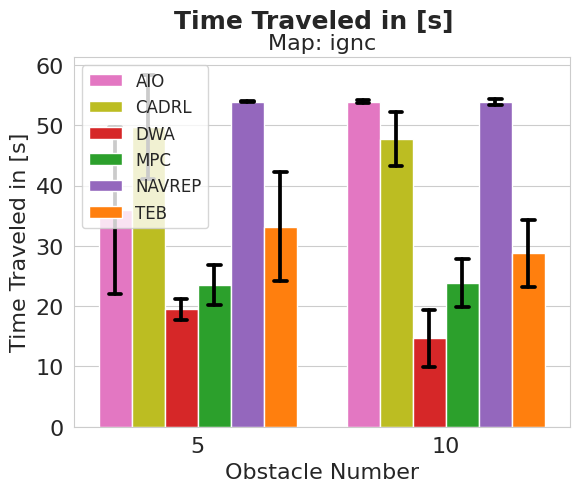 Time Traveled in [s]
Map: ignc
Time Traveled in [s]
60
50
40
30
20
10
0
AIO
CADRL
DWA
MPC
NAVREP
TEB
5
10
Obstacle Number